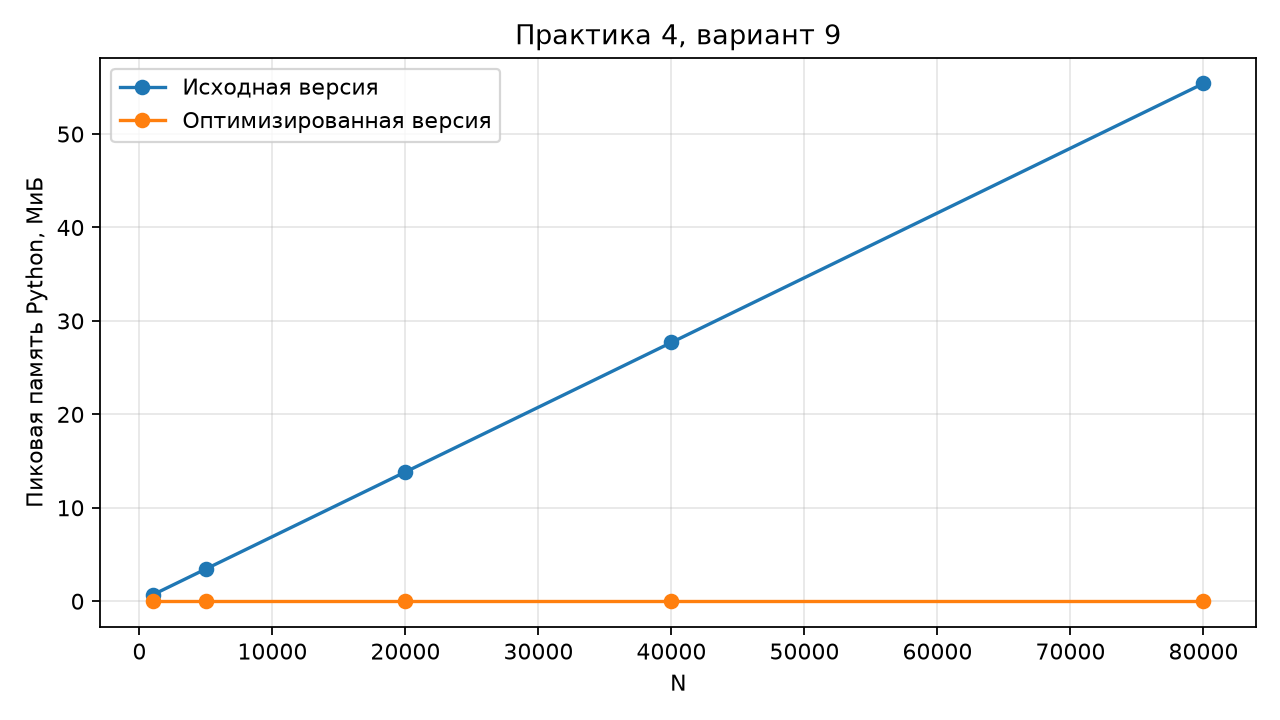 Практика 4, вариант 9
Исходная версия
Оптимизированная версия
Пиковая память Python, МиБ
50
40
30
20
10
0
0 10000 20000 30000 40000 50000 60000 70000 80000
N